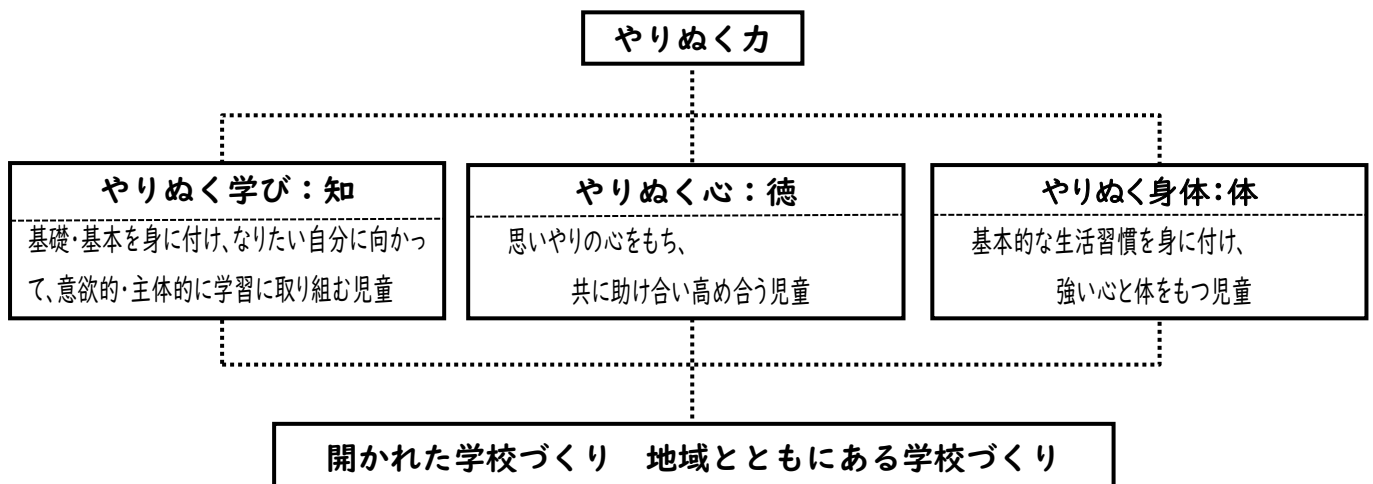 やりぬく力
やりぬく学び：知
基礎・基本を身に付け、なりたい自分に向かっ
て、意欲的・主体的に学習に取り組む児童
やりぬく心：徳
思いやりの心をもち、
共に助け合い高め合う児童
やりぬく身体：体
基本的な生活習慣を身に付け、
強い心と体をもつ児童
開かれた学校づくり　地域とともにある学校づくり